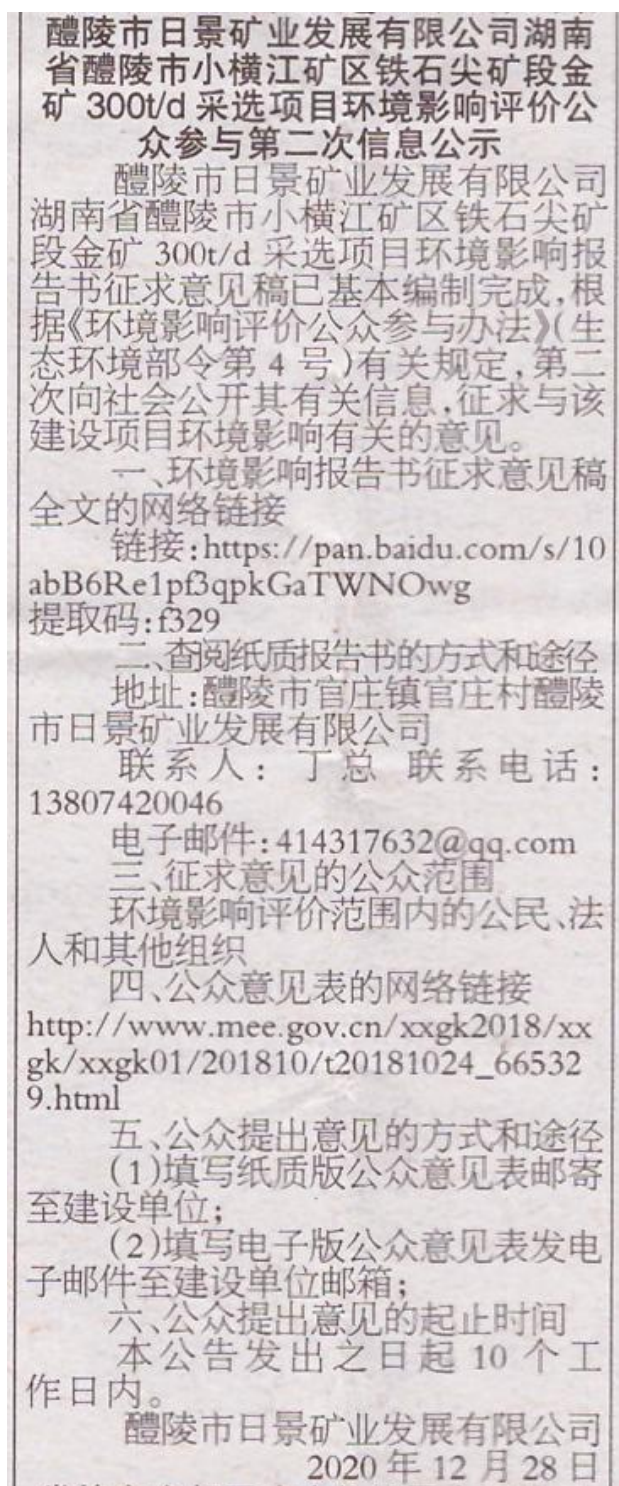 醴陵市日景矿业发展有限公司湖南
省醴陵市小横江矿区铁石尖矿段金
矿 300t/d 采选项目环境影响评价公
众参与第二次信息公示
醴陵市日景矿业发展有限公司
湖南省醴陵市小横江矿区铁石尖矿
段金矿 300t/d 采选项目环境影响报
告书征求意见稿已基本编制完成,根
据《环境影响评价公众参与办法》(生
态环境部令第 4 号)有关规定,第二
次向社会公开其有关信息,征求与该
建设项目环境影响有关的意见。
一、环境影响报告书征求意见稿
全文的网络链接
链接:https://pan.baidu.com/s/10
abB6Re1pf3qpkGaTWNOwg
提取码:f329
二、查阅纸质报告书的方式和途径
地址:醴陵市官庄镇官庄村醴陵
市日景矿业发展有限公司
联系人: 丁总 联系电话:
13807420046
电子邮件:414317632@qq.com
三、征求意见的公众范围
环境影响评价范围内的公民、法
人和其他组织
四、公众意见表的网络链接
http://www.mee.gov.cn/xxgk2018/xx
gk/xxgk01/201810/t20181024_66532
9.html
五、公众提出意见的方式和途径
(1)填写纸质版公众意见表邮寄
至建设单位;
(2)填写电子版公众意见表发电
子邮件至建设单位邮箱;
六、公众提出意见的起止时间
本公告发出之日起 10 个工
作日内。
醴陵市日景矿业发展有限公司
2020 年 12 月 28 日